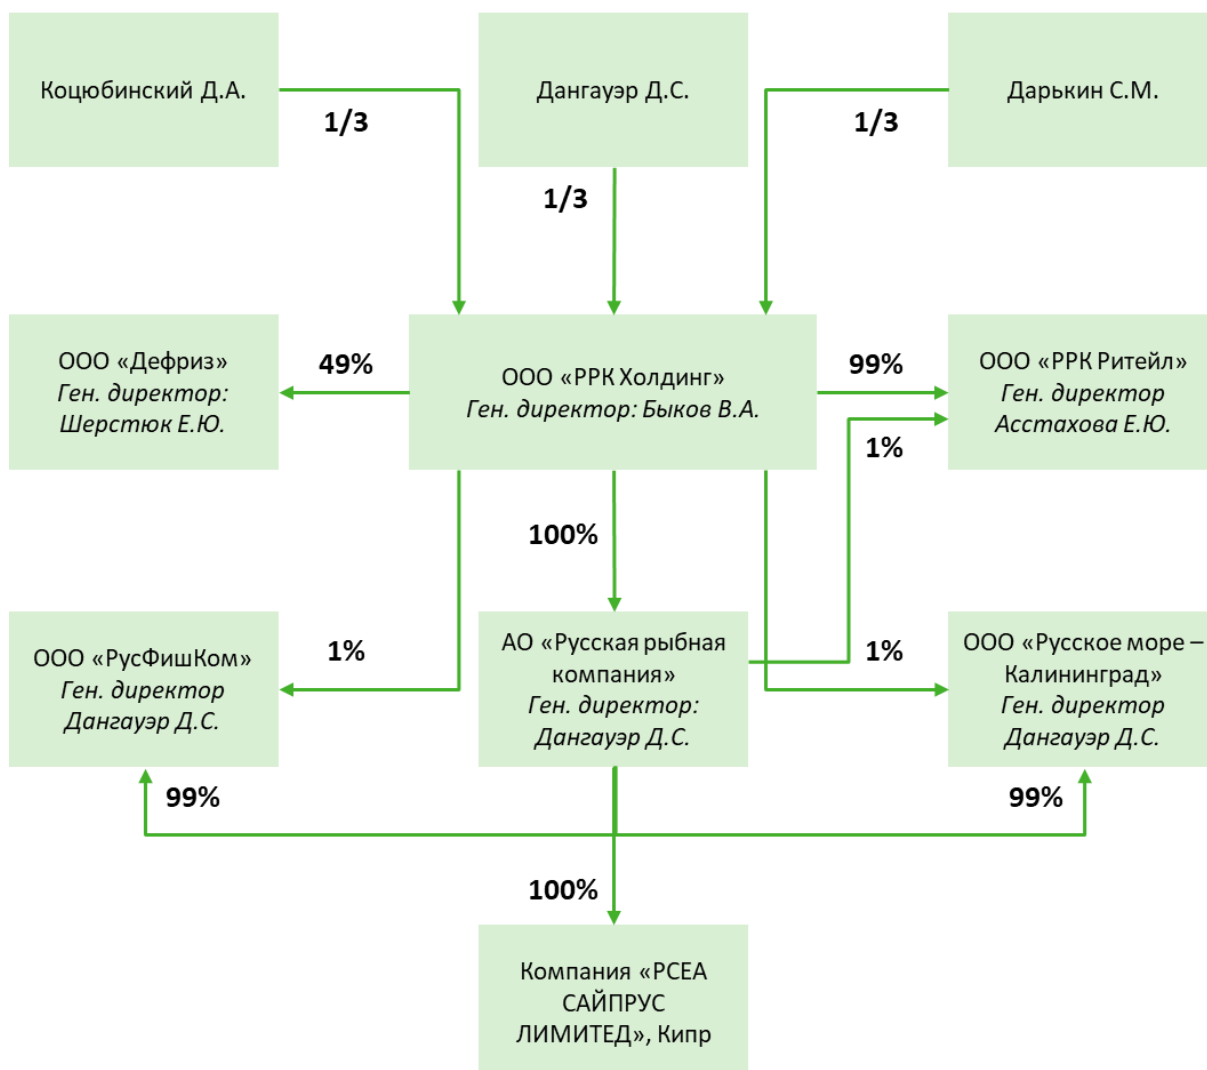 Коцюбинский Д.А.
Дангауэр Д.С.
Дарькин С.М.
1/3
1/3
1/3
ООО «Дефриз»
Ген. директор:
Шерстюк Е.Ю.
49%
ООО «РРК Холдинг»
Ген. директор: Быков В.А.
99%
ООО «РРК Ритейл»
Ген. директор
Асстахова Е.Ю.
1%
100%
ООО «РусФишКом»
Ген. директор
Дангауэр Д.С.
1%
АО «Русская рыбная
компания»
Ген. директор:
Дангауэр Д.С.
1%
ООО «Русское море –
Калининград»
Ген. директор
Дангауэр Д.С.
99%
99%
100%
Компания «РСЕА
САЙПРУС
ЛИМИТЕД», Кипр